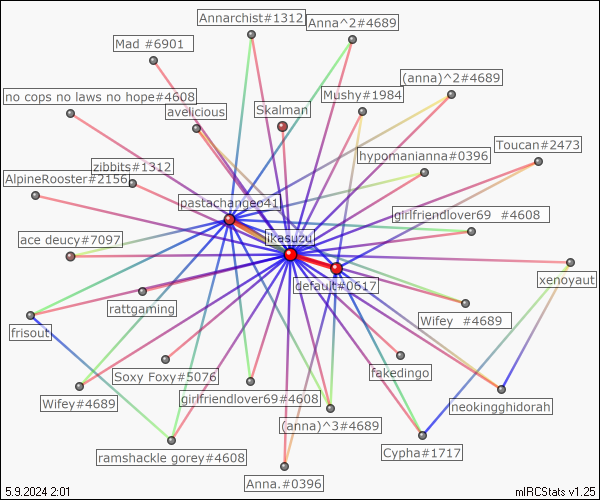 Annarchist#1312
Anna^2#4689
Mad #6901
(anna)^2#4689
no cops no laws no hope#4608
Mushy#1984
avelicious
Skalman
Toucan#2473
hypomanianna#0396
zibbits#1312
AlpineRooster#2156
pastachangeo41
girlfriendlover69 #4608
ace deucy#7097
ikasuzu
default#0617
xenoyaut
rattgaming
frisout
Wifey #4689
Soxy Foxy#5076
fakedingo
Wifey#4689
girlfriendlover69#4608
neokingghidorah
(anna)^3#4689
ramshackle gorey#4608
Cypha#1717
Anna.#0396
5.9.2024 2:01
mIRCStats v1.25